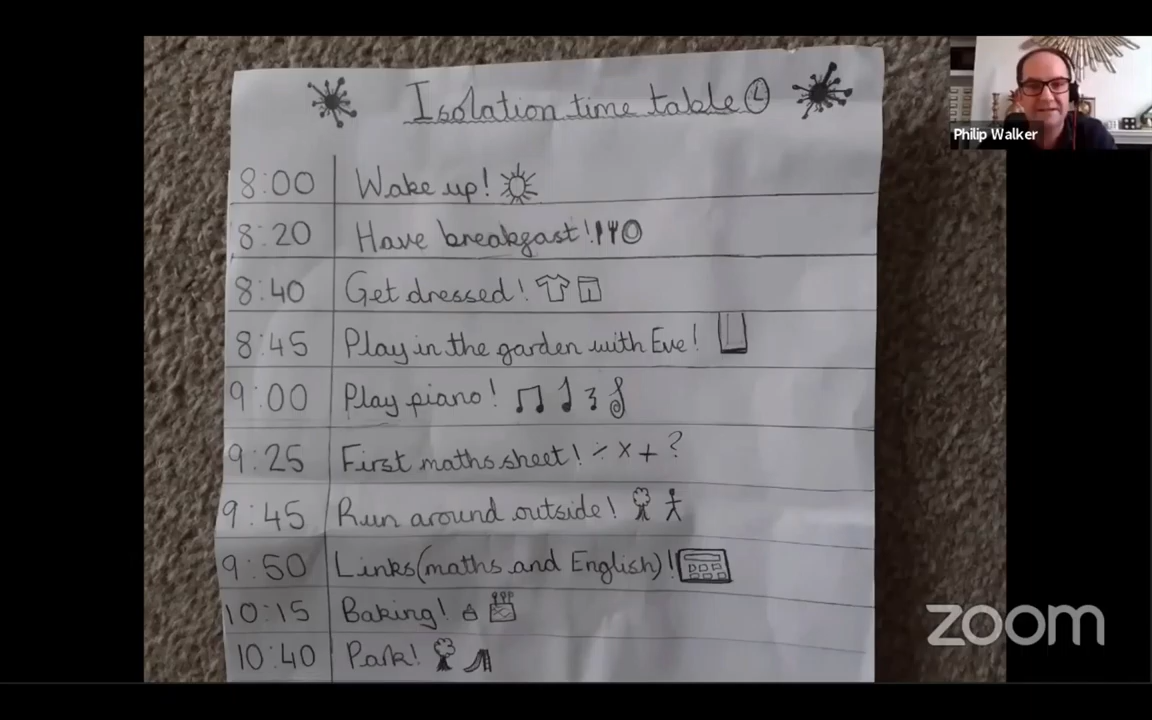 Isolation time table
8:00 Wake up!
8:20 Have breakfast!
8:40 Get dressed!
8:45 Play in the garden with Eve!
9:00 Play piano!
9:25 First maths sheet! ÷ × + ?
9:45 Run around outside!
9:50 Links (maths and English)!
10:15 Baking!
10:40 Park!
Philip Walker
zoom